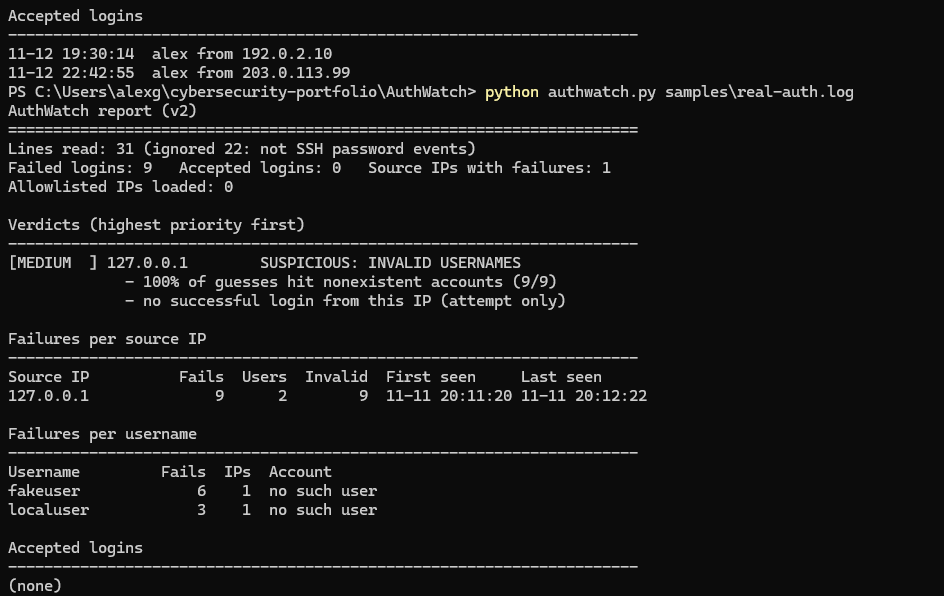 Accepted logins
----------------------------------------------------------------------
11-12 19:30:14  alex from 192.0.2.10
11-12 22:42:55  alex from 203.0.113.99
PS C:\Users\alexg\cybersecurity-portfolio\AuthWatch> python authwatch.py samples\real-auth.log
AuthWatch report (v2)
======================================================================
Lines read: 31 (ignored 22: not SSH password events)
Failed logins: 9   Accepted logins: 0   Source IPs with failures: 1
Allowlisted IPs loaded: 0

Verdicts (highest priority first)
----------------------------------------------------------------------
[MEDIUM  ] 127.0.0.1        SUSPICIOUS: INVALID USERNAMES
             - 100% of guesses hit nonexistent accounts (9/9)
             - no successful login from this IP (attempt only)

Failures per source IP
----------------------------------------------------------------------
Source IP          Fails  Users  Invalid  First seen     Last seen
127.0.0.1              9      2        9  11-11 20:11:20 11-11 20:12:22

Failures per username
----------------------------------------------------------------------
Username         Fails  IPs  Account
fakeuser             6    1  no such user
localuser            3    1  no such user

Accepted logins
----------------------------------------------------------------------
(none)